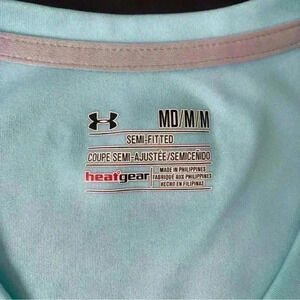 MD/M/M
SEMI-FITTED
COUPE SEMI-AJUSTÉE/SEMICEÑIDO
heatgear
MADE IN PHILIPPINES
FABRIQUÉ AUX PHILIPPINES
HECHO EN FILIPINAS